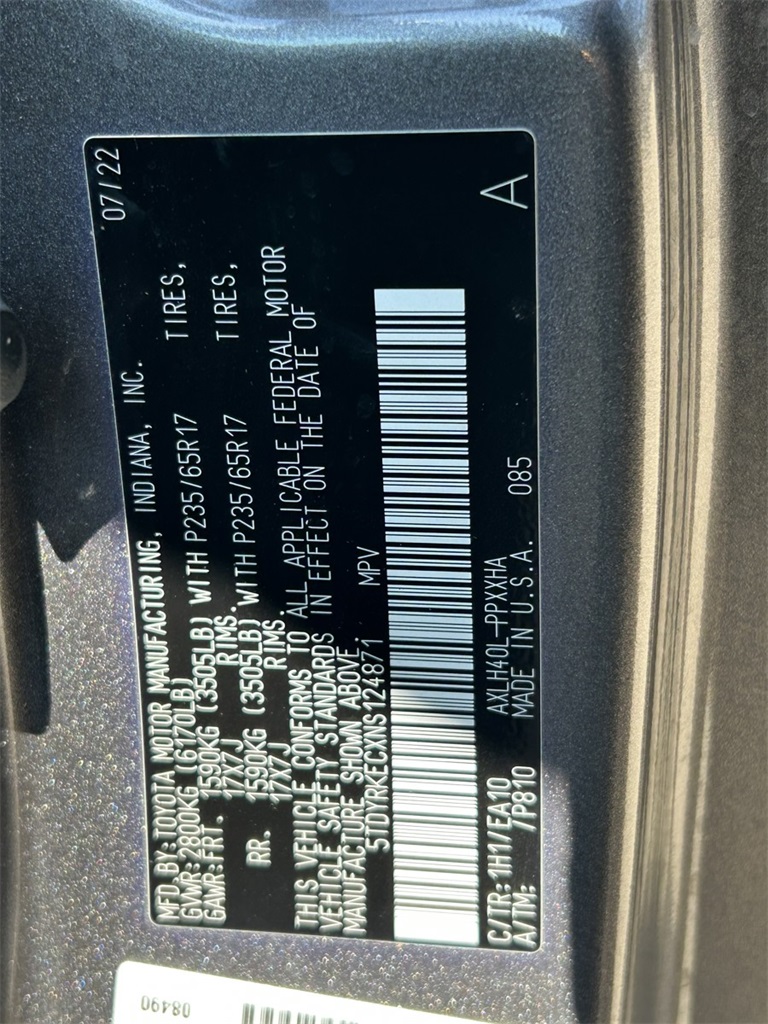 MFD. BY: TOYOTA MOTOR MANUFACTURING, INDIANA, INC. 07/22
GVWR: 2800KG (6170LB)
GAWR: FRT. 1590KG (3505LB) WITH P235/65R17 TIRES,
17X7J RIMS.
RR. 1590KG (3505LB) WITH P235/65R17 TIRES,
17X7J RIMS.
THIS VEHICLE CONFORMS TO ALL APPLICABLE FEDERAL MOTOR
VEHICLE SAFETY STANDARDS IN EFFECT ON THE DATE OF
MANUFACTURE SHOWN ABOVE.
5TDYRKECXNS124871 MPV
C/TR: 1H1/EA10 AXLH40L-PPXXHA A
A/TM: /P810 MADE IN U.S.A. 085
08490